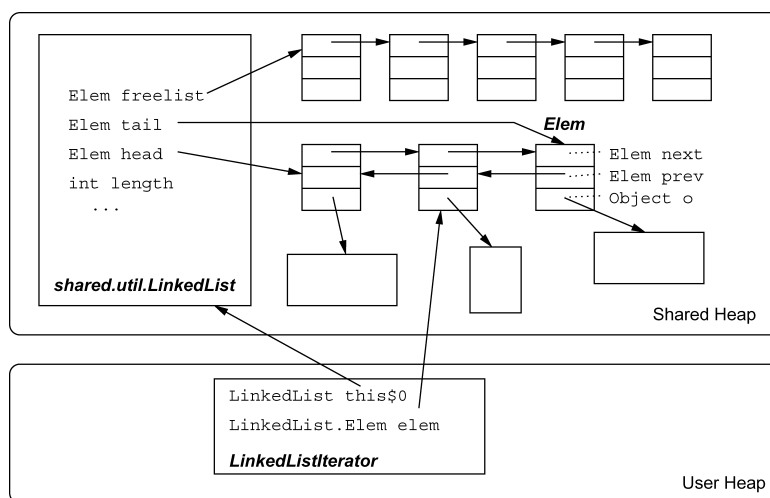 Elem freelist
Elem tail
Elem head
int length
...
shared.util.LinkedList
Elem
Elem next
Elem prev
Object o
Shared Heap
LinkedList this$0
LinkedList.Elem elem
LinkedListIterator
User Heap